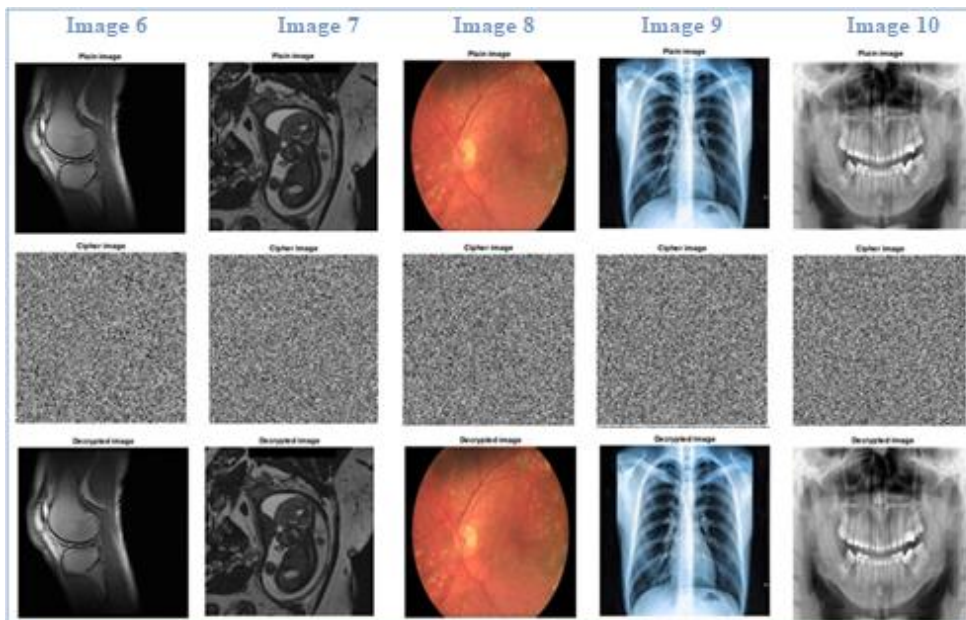 Image 6 Image 7 Image 8 Image 9 Image 10
Plain image Plain image Plain image Plain image Plain image
Cipher image Cipher image Cipher image Cipher image Cipher image
Decrypted image Decrypted image Decrypted image Decrypted image Decrypted image